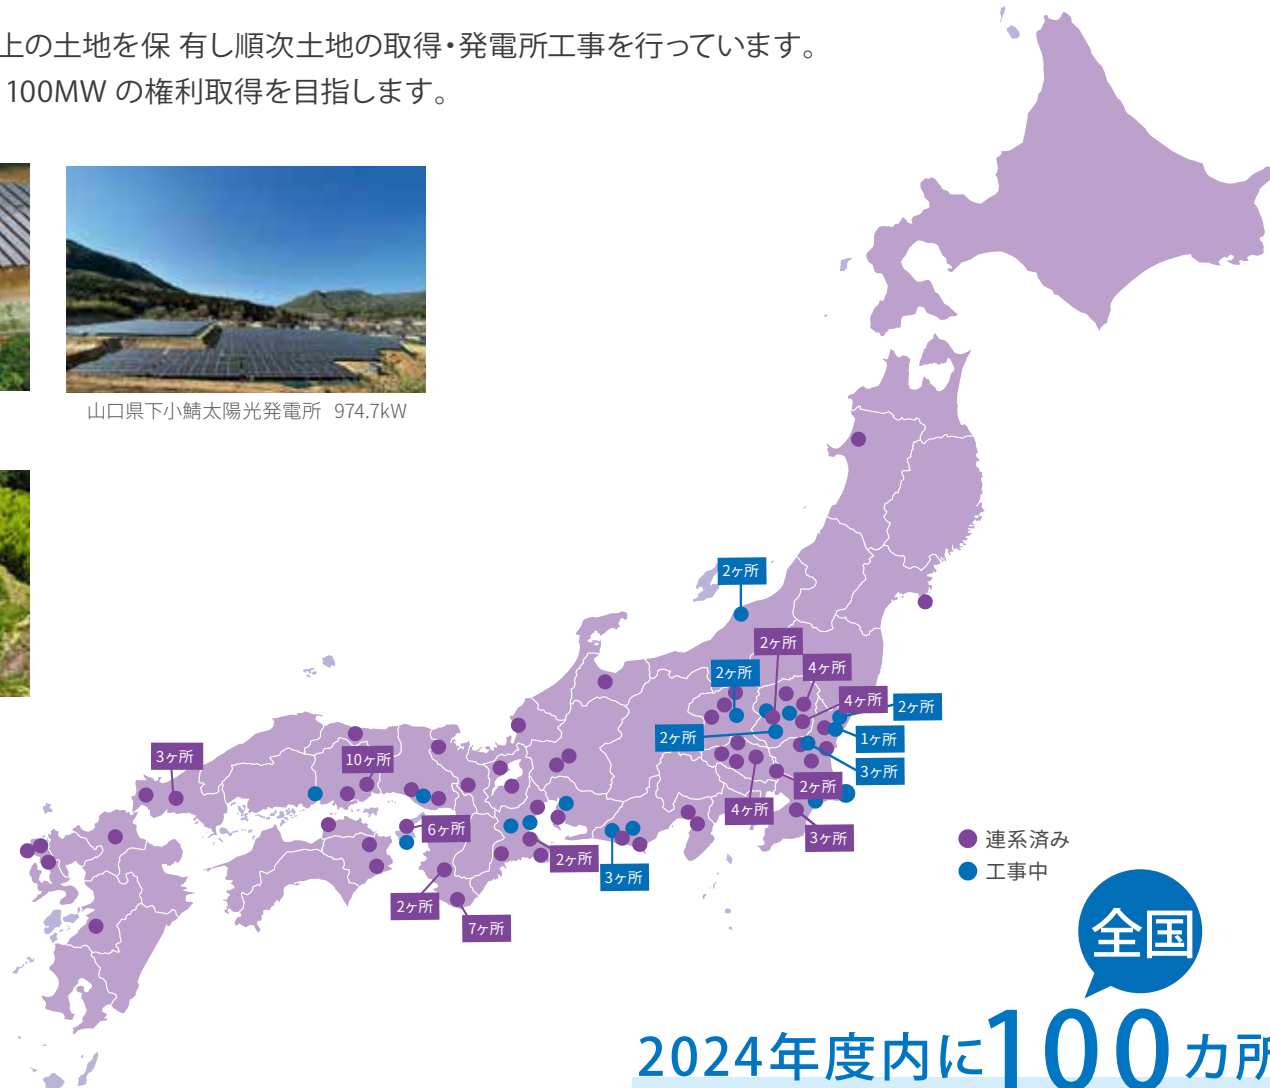 上の土地を保 有し順次土地の取得・発電所工事を行っています。
100MW の権利取得を目指します。
山口県下小鯖太陽光発電所 974.7kW
2ヶ所
2ヶ所
4ヶ所
2ヶ所
4ヶ所
2ヶ所
2ヶ所
1ヶ所
3ヶ所
3ヶ所
10ヶ所
2ヶ所
4ヶ所
6ヶ所
3ヶ所
2ヶ所
3ヶ所
2ヶ所
7ヶ所
連系済み
工事中
全国
2024年度内に100カ所